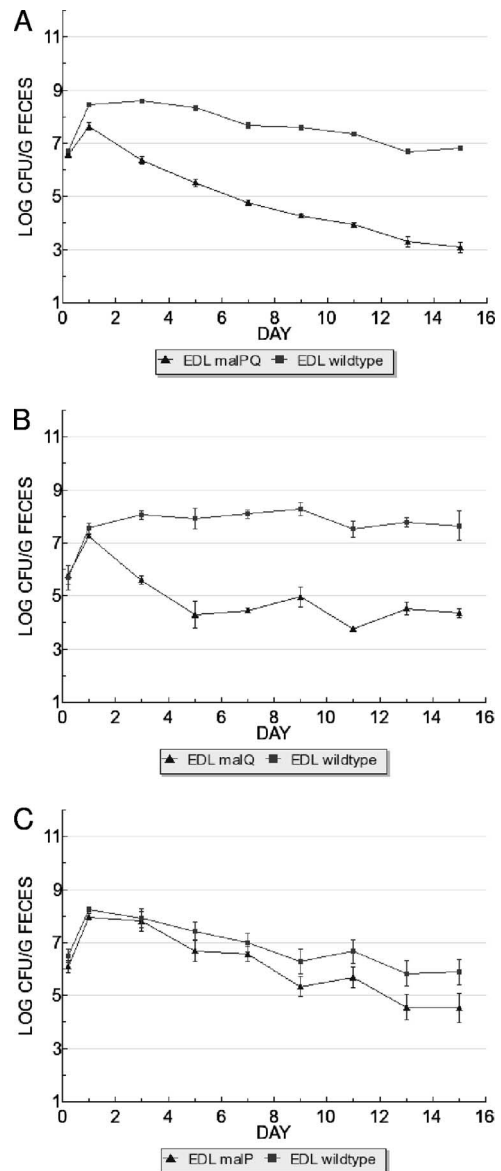 A
11
9
7
5
3
1
LOG CFU/G FECES
0 2 4 6 8 10 12 14 16
DAY
EDL malPQ EDL wildtype
B
11
9
7
5
3
1
LOG CFU/G FECES
0 2 4 6 8 10 12 14 16
DAY
EDL malQ EDL wildtype
C
11
9
7
5
3
1
LOG CFU/G FECES
0 2 4 6 8 10 12 14 16
DAY
EDL malP EDL wildtype